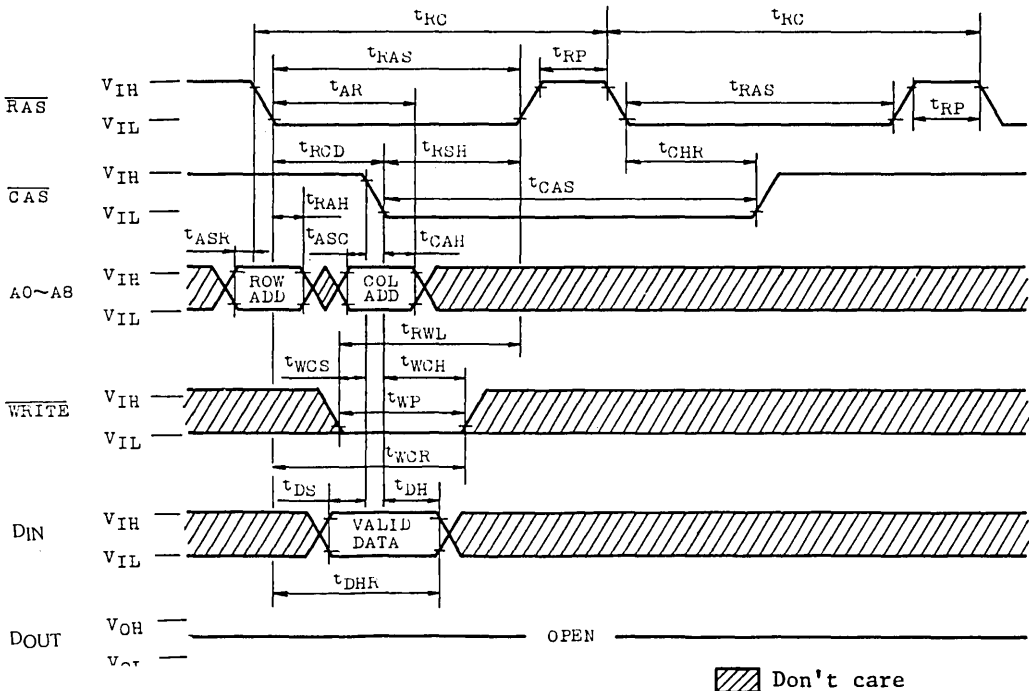 tRC tRC
tRAS tRP
RAS VIH tAR tRAS
VIL tRP
tRCD tRSH tCHR
CAS VIH tCAS
VIL tRAH
tASR tASC tCAH
A0~A8 VIH ROW ADD COL ADD
VIL
tRWL
tWCS tWCH
WRITE VIH tWP
VIL
tWCR
tDS tDH
DIN VIH VALID DATA
VIL
tDHR
DOUT VOH OPEN
Don't care